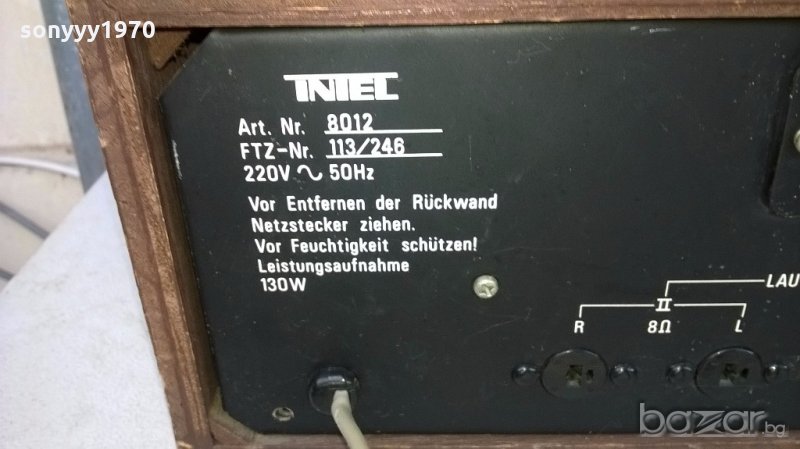 sonyyy1970
INTEL
Art. Nr. 8012
FTZ-Nr. 113/246
220V ~ 50Hz
Vor Entfernen der Rückwand
Netzstecker ziehen.
Vor Feuchtigkeit schützen!
Leistungsaufnahme
130W
LAU
II
R 8Ω L
bazar.bg